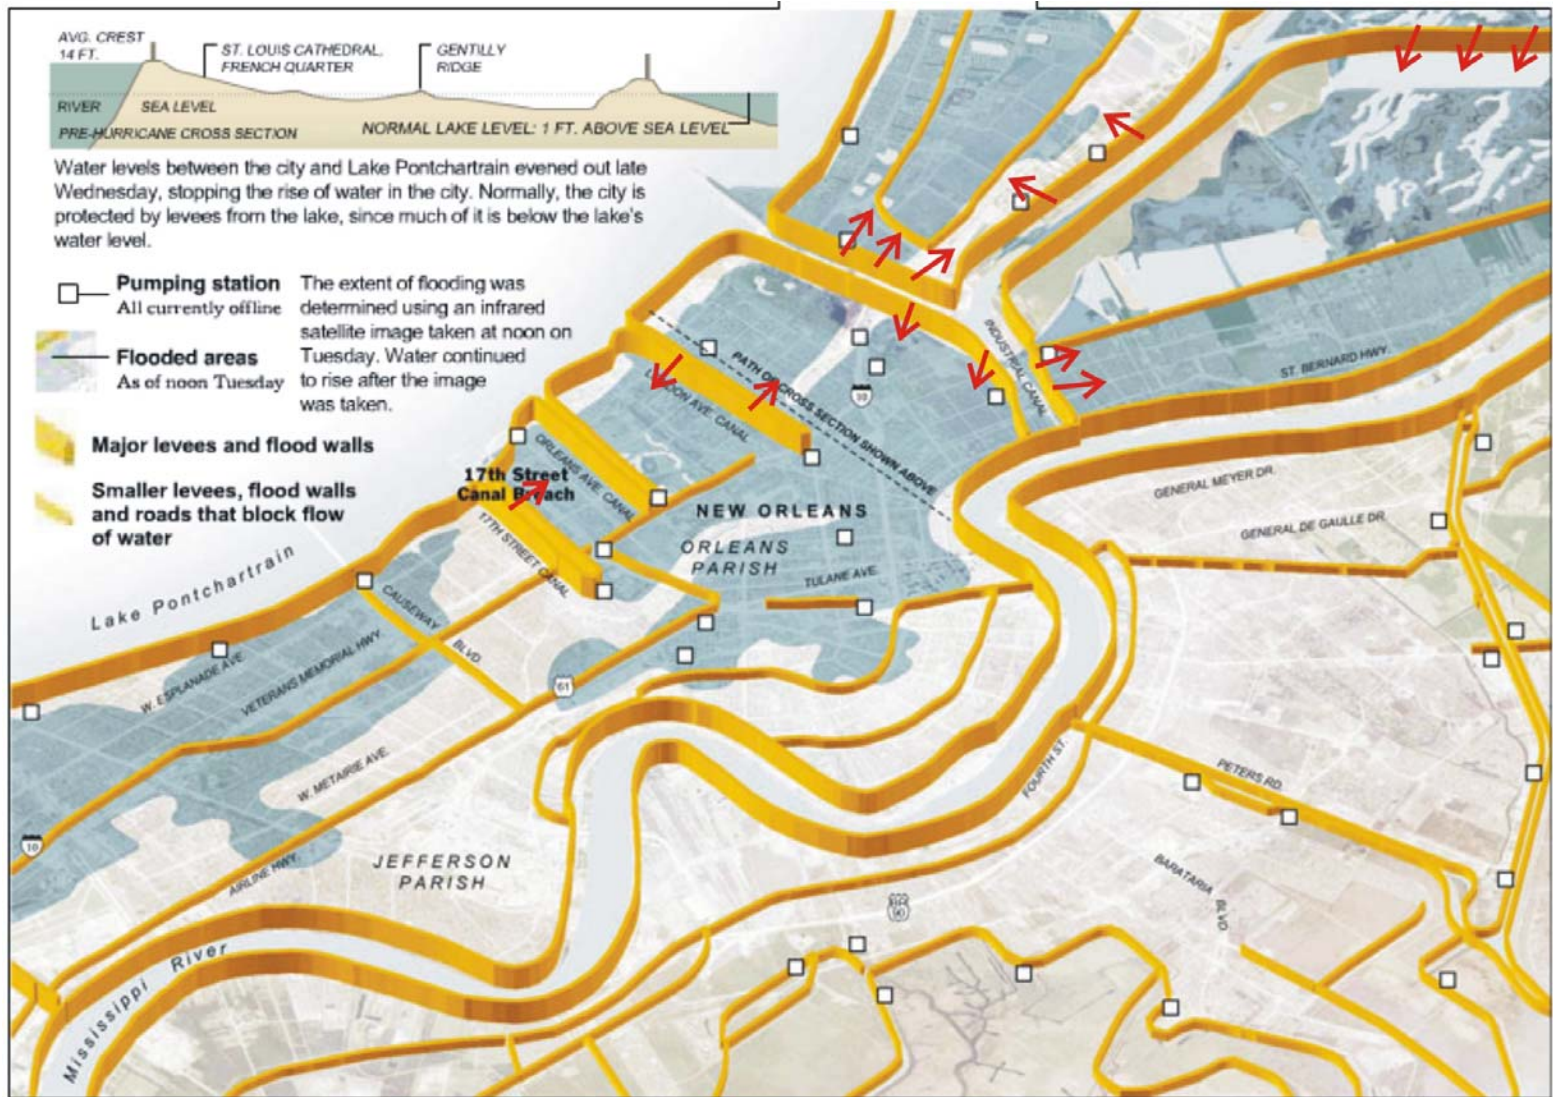 AVG. CREST
14 FT.
ST. LOUIS CATHEDRAL,
FRENCH QUARTER
GENTILLY
RIDGE
RIVER
SEA LEVEL
PRE-HURRICANE CROSS SECTION
NORMAL LAKE LEVEL: 1 FT. ABOVE SEA LEVEL
Water levels between the city and Lake Pontchartrain evened out late
Wednesday, stopping the rise of water in the city. Normally, the city is
protected by levees from the lake, since much of it is below the lake's
water level.
Pumping station
All currently offline
Flooded areas
As of noon Tuesday
The extent of flooding was
determined using an infrared
satellite image taken at noon on
Tuesday. Water continued
to rise after the image
was taken.
Major levees and flood walls
Smaller levees, flood walls
and roads that block flow
of water
17th Street
Canal Breach
Lake Pontchartrain
PATH OF CROSS SECTION SHOWN ABOVE
LONDON AVE. CANAL
ORLEANS AVE. CANAL
17TH STREET CANAL
INDUSTRIAL CANAL
10
ST. BERNARD HWY.
NEW ORLEANS
ORLEANS
PARISH
TULANE AVE.
GENERAL MEYER DR.
GENERAL DE GAULLE DR.
CAUSEWAY
BLVD
W. ESPLANADE AVE.
VETERANS MEMORIAL HWY.
61
W. METAIRIE AVE.
10
AIRLINE HWY.
JEFFERSON
PARISH
FOURTH ST.
PETERS RD.
BARATARIA
BLVD
90
Mississippi River